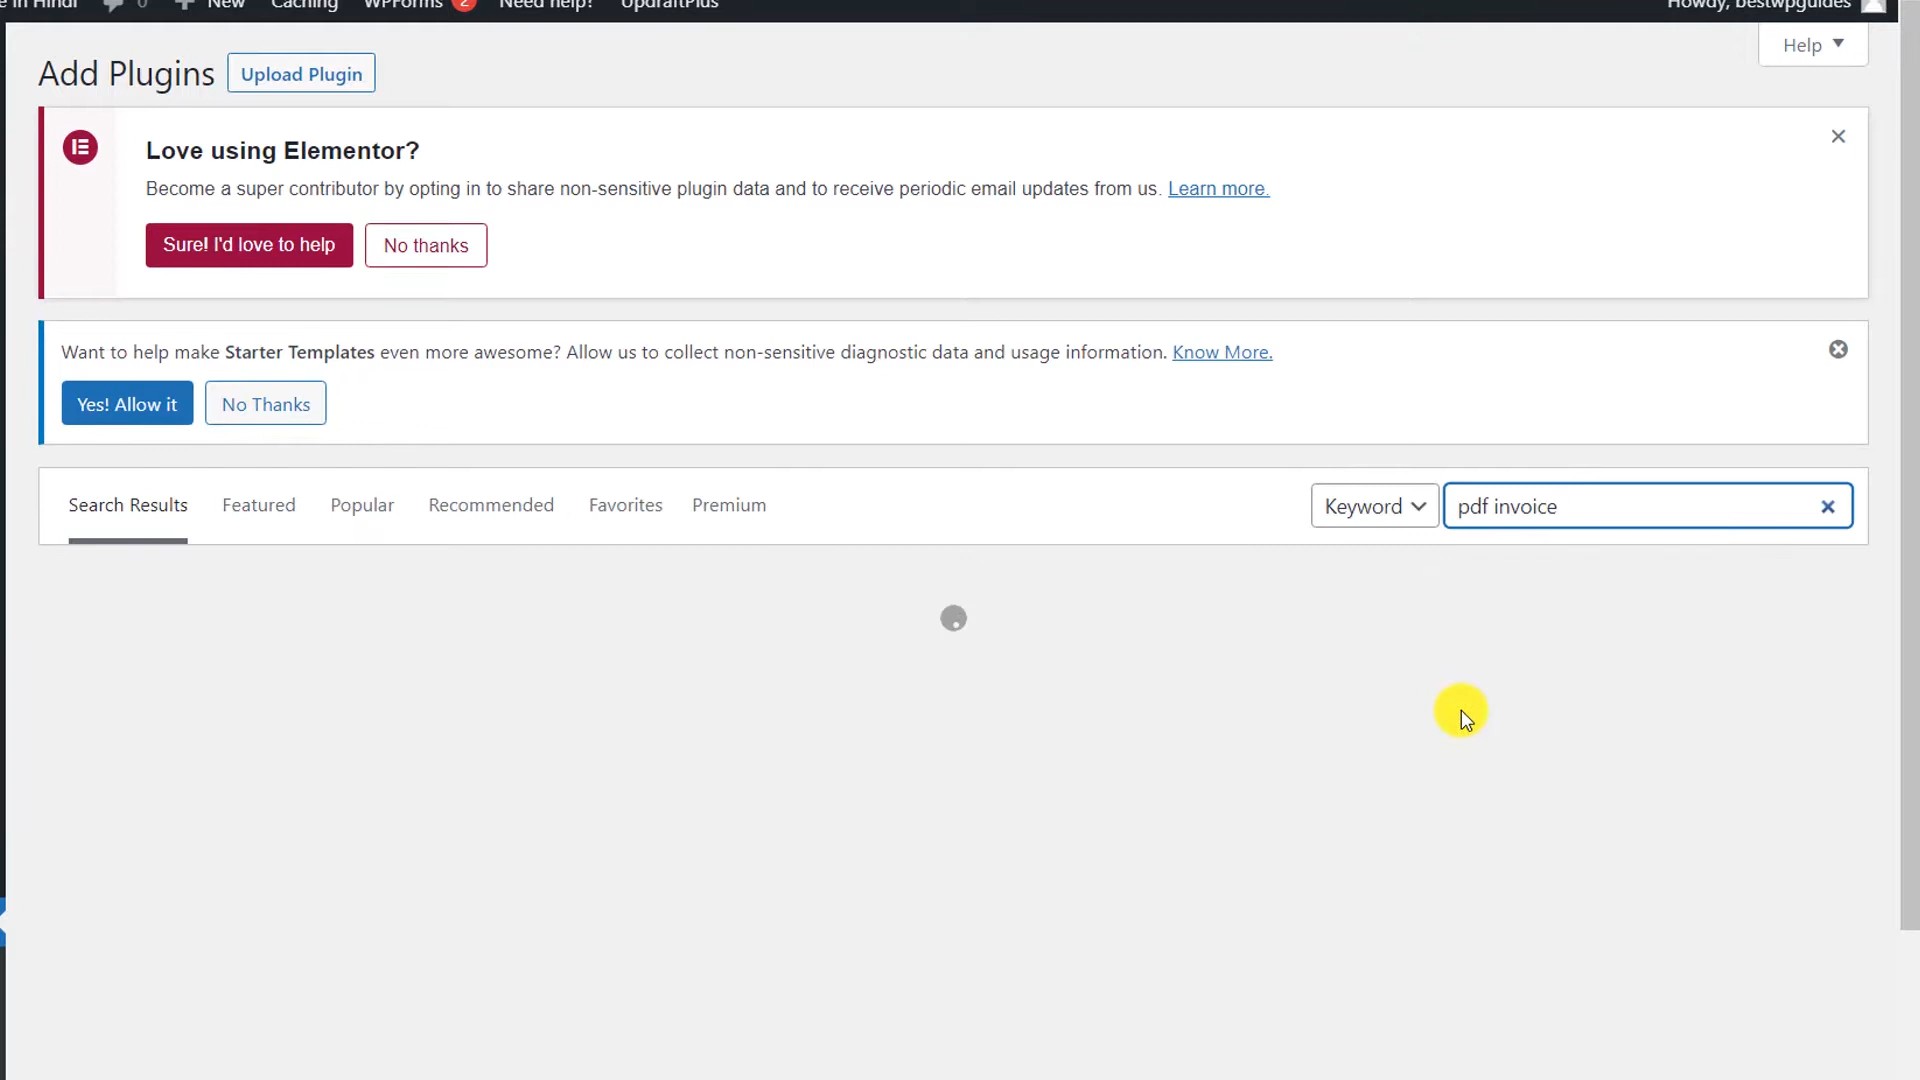 e in Hindi 0 New Caching WPForms 2 Need help? UpdraftPlus Howdy, bestwpguides
Help
Add Plugins Upload Plugin
Love using Elementor?
Become a super contributor by opting in to share non-sensitive plugin data and to receive periodic email updates from us. Learn more.
Sure! I'd love to help No thanks
Want to help make Starter Templates even more awesome? Allow us to collect non-sensitive diagnostic data and usage information. Know More.
Yes! Allow it No Thanks
Search Results Featured Popular Recommended Favorites Premium Keyword pdf invoice